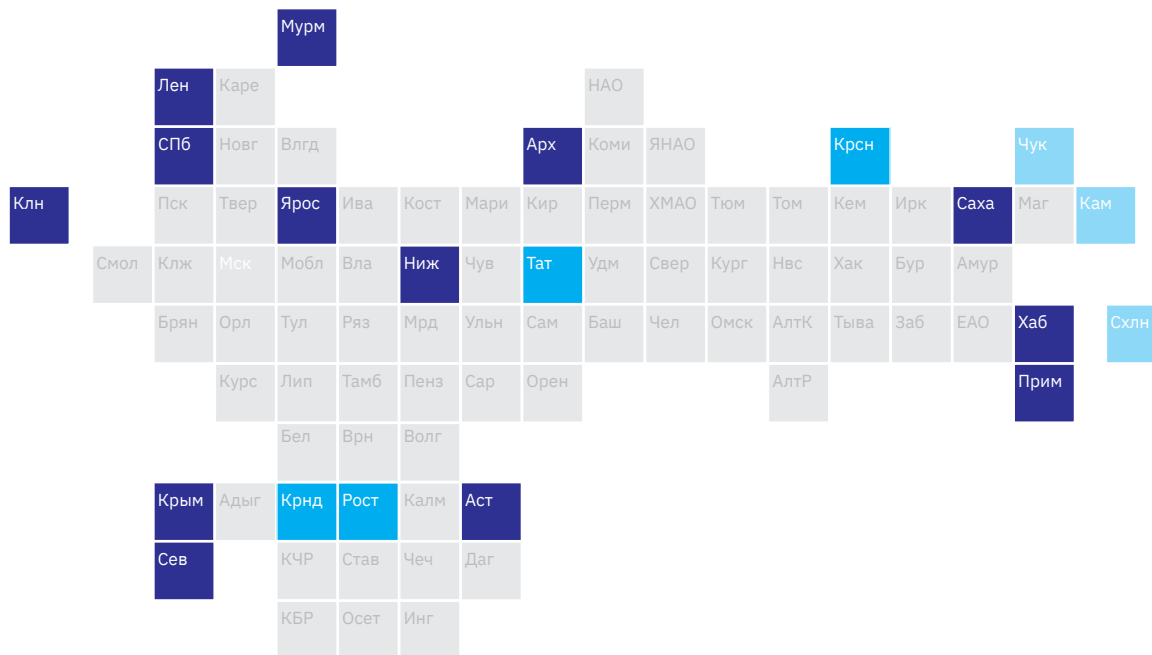 Мурм
Лен Каре НАО
СПб Новг Влгд Арх Коми ЯНАО Крсн Чук
Клн Пск Твер Ярос Ива Кост Мари Кир Перм ХМАО Тюм Том Кем Ирк Саха Маг Кам
Смол Клж Мск Мобл Вла Ниж Чув Тат Удм Свер Кург Нвс Хак Бур Амур
Брян Орл Тул Ряз Мрд Ульн Сам Баш Чел Омск АлтК Тыва Заб ЕАО Хаб Схлн
Курс Лип Тамб Пенз Сар Орен АлтР Прим
Бел Врн Волг
Крым Адыг Крнд Рост Калм Аст
Сев КЧР Став Чеч Даг
КБР Осет Инг